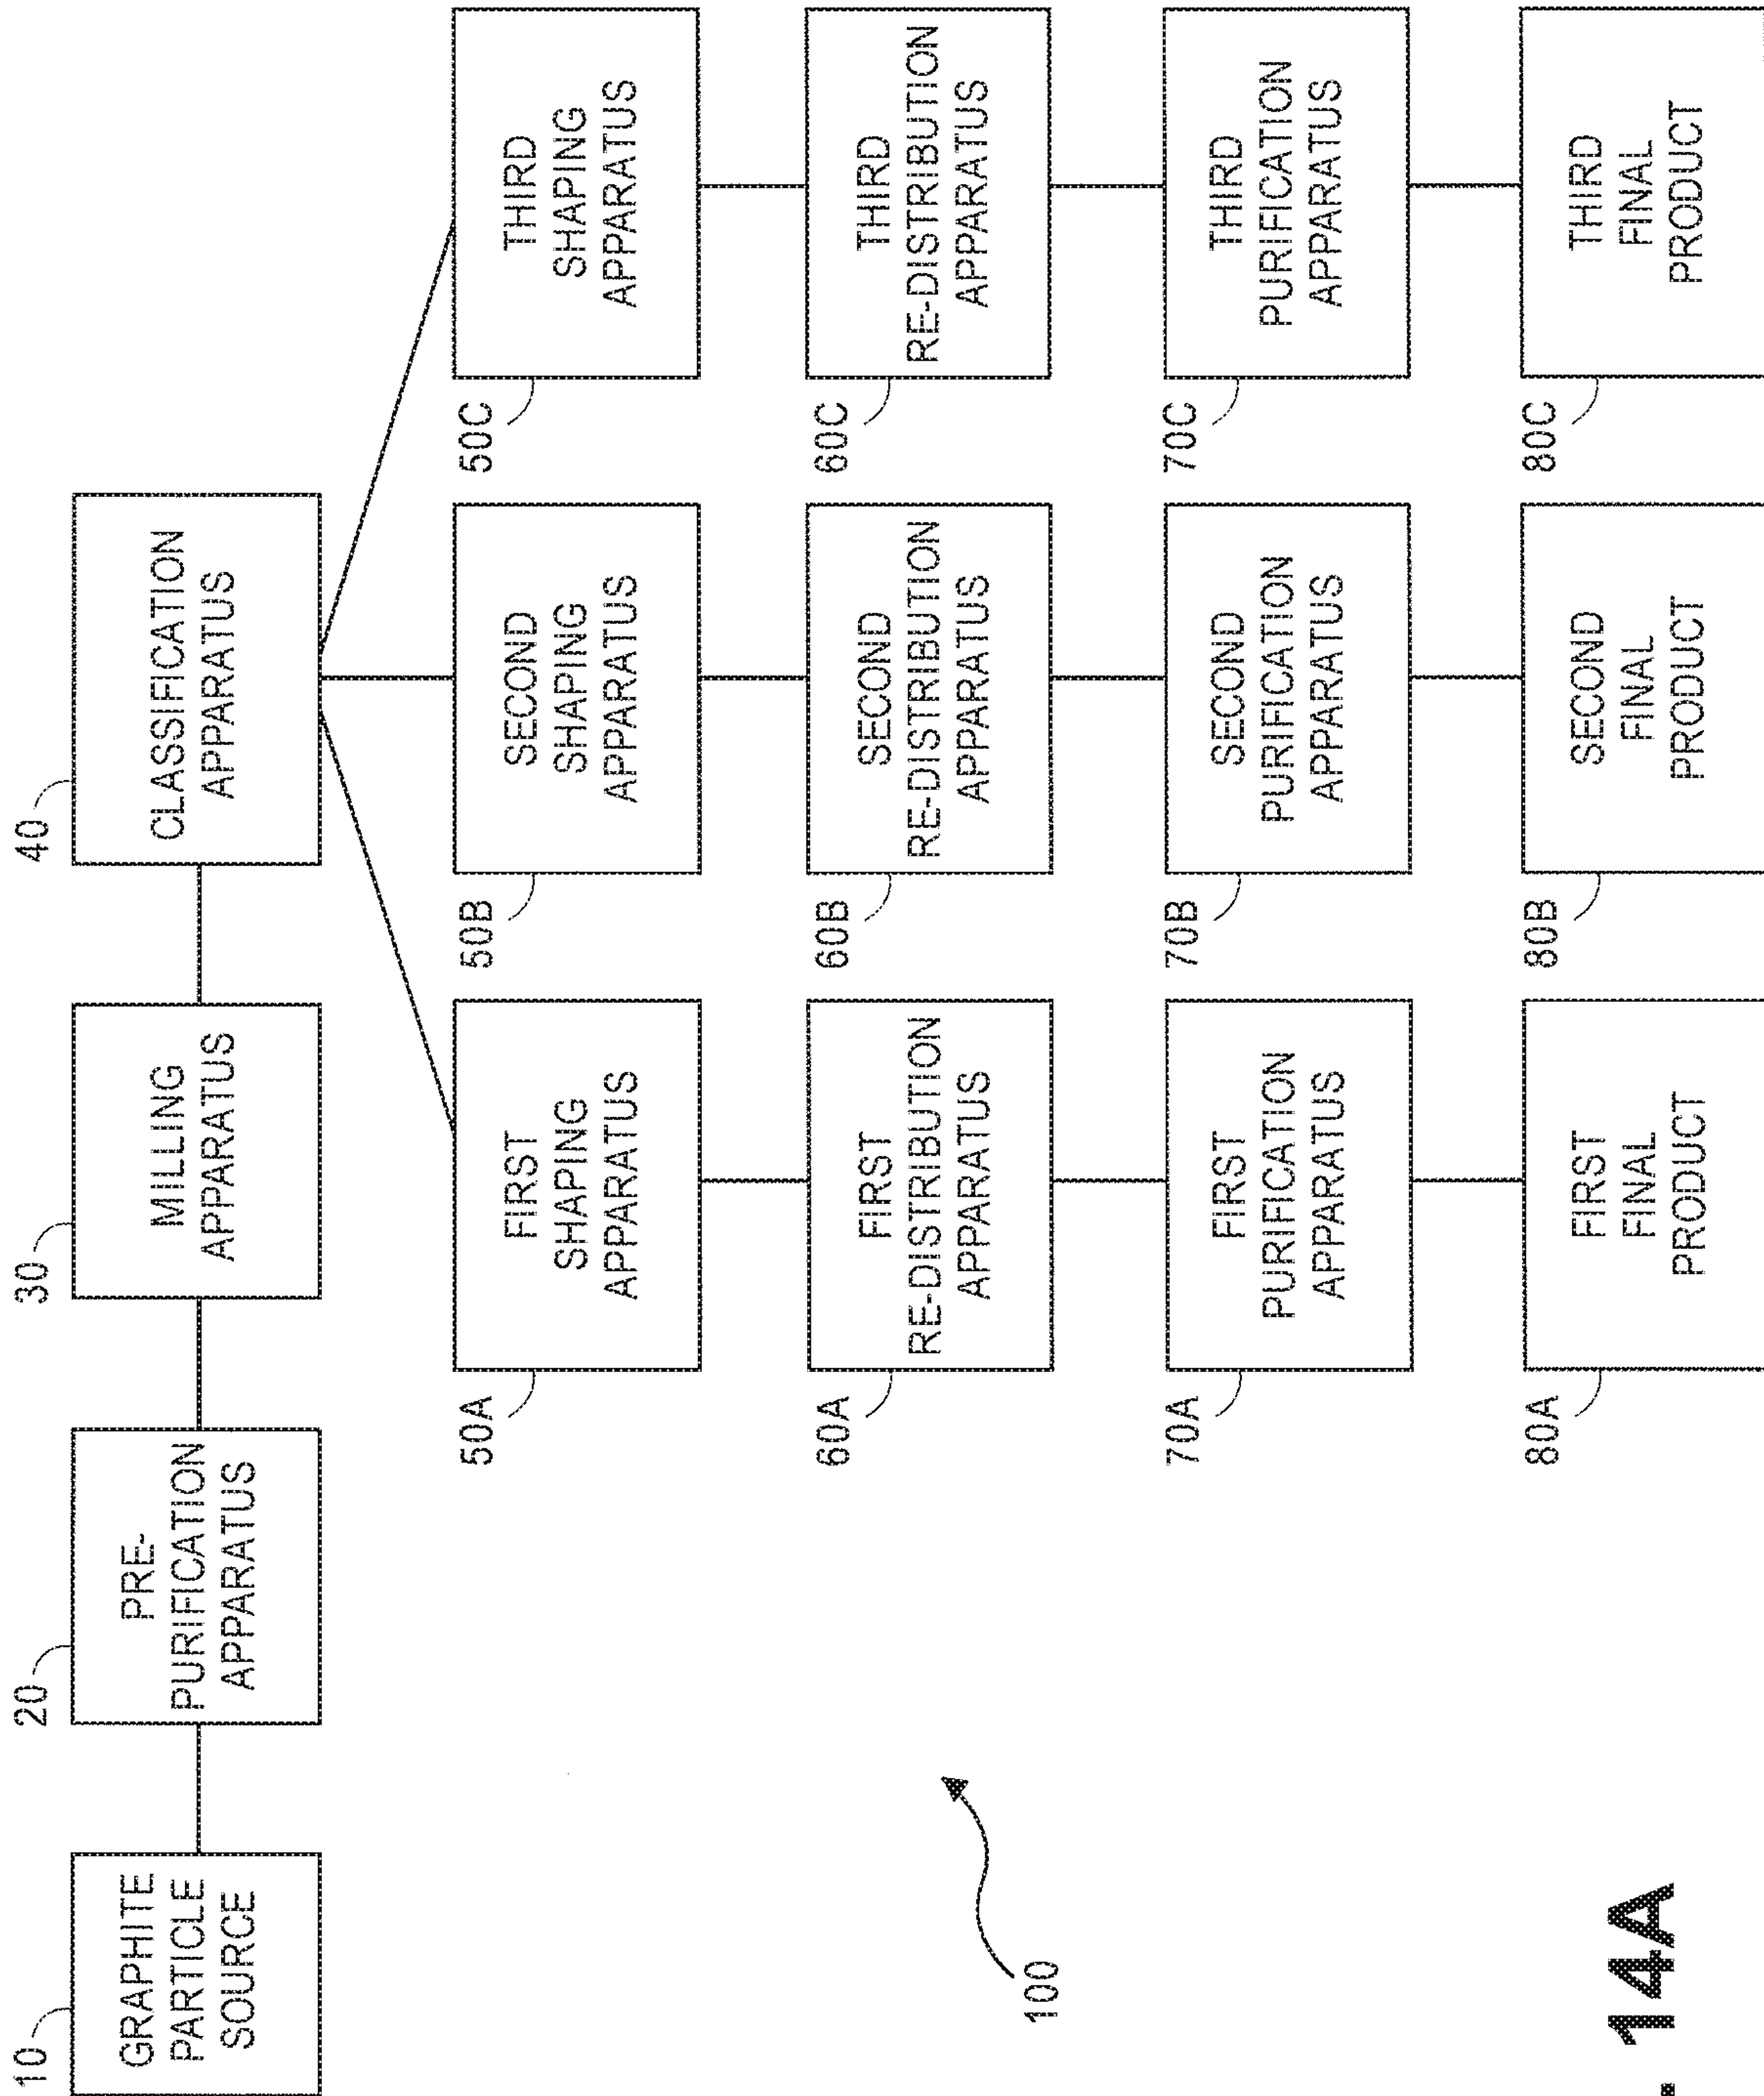 10
GRAPHITE
PARTICLE
SOURCE
20
PRE-
PURIFICATION
APPARATUS
30
MILLING
APPARATUS
40
CLASSIFICATION
APPARATUS
50A
FIRST
SHAPING
APPARATUS
50B
SECOND
SHAPING
APPARATUS
50C
THIRD
SHAPING
APPARATUS
60A
FIRST
RE-DISTRIBUTION
APPARATUS
60B
SECOND
RE-DISTRIBUTION
APPARATUS
60C
THIRD
RE-DISTRIBUTION
APPARATUS
100
70A
FIRST
PURIFICATION
APPARATUS
70B
SECOND
PURIFICATION
APPARATUS
70C
THIRD
PURIFICATION
APPARATUS
80A
FIRST
FINAL
PRODUCT
80B
SECOND
FINAL
PRODUCT
80C
THIRD
FINAL
PRODUCT
. 14A